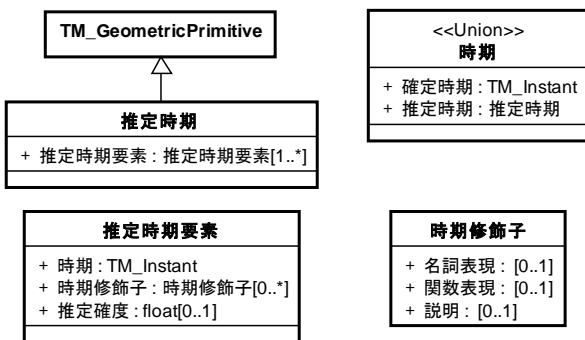 TM_GeometricPrimitive
推定時期
+ 推定時期要素 : 推定時期要素[1..*]
<<Union>>
時期
+ 確定時期 : TM_Instant
+ 推定時期 : 推定時期
推定時期要素
+ 時期 : TM_Instant
+ 時期修飾子 : 時期修飾子[0..*]
+ 推定確度 : float[0..1]
時期修飾子
+ 名詞表現 : [0..1]
+ 関数表現 : [0..1]
+ 説明 : [0..1]